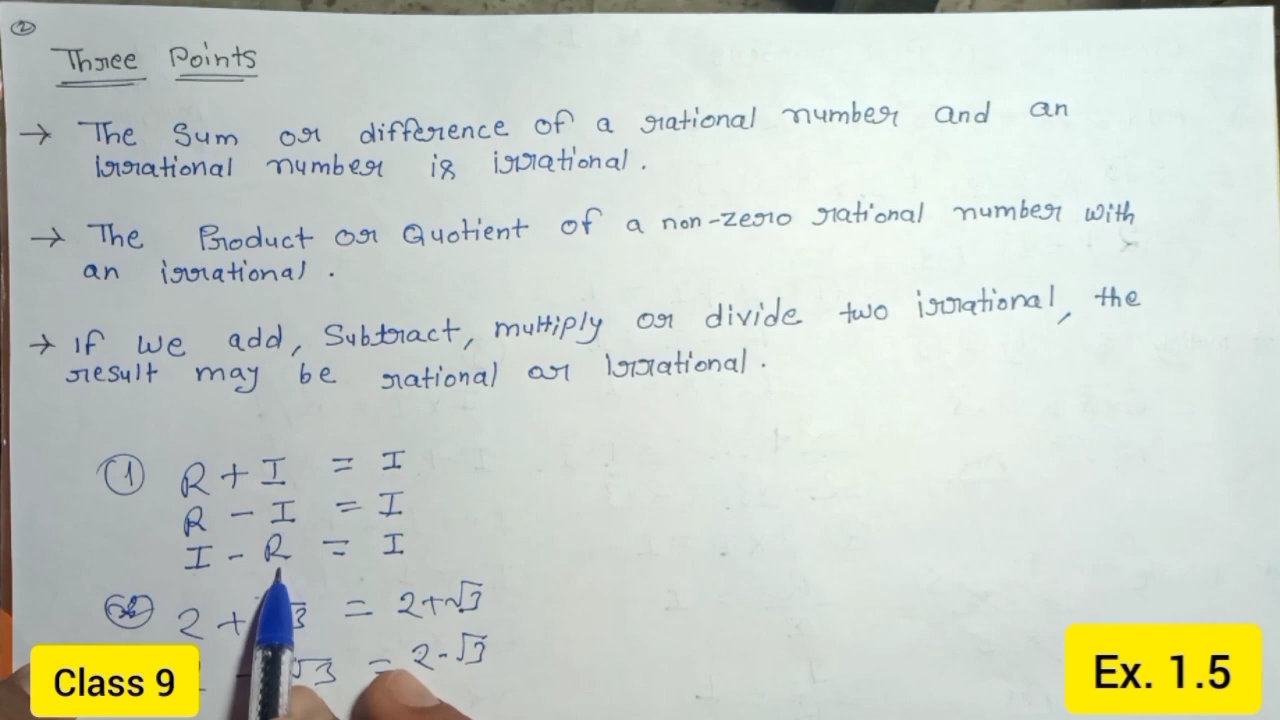 2
Three Points
→ The Sum or difference of a rational number and an
irrational number is irrational.
→ The Product or Quotient of a non-zero rational number with
an irrational.
→ If we add, Subtract, multiply or divide two irrational, the
result may be rational or Irrational.
① R + I = I
R - I = I
I - R = I
2 + √3 = 2+√3
- √3 = 2-√3
Class 9
Ex. 1.5